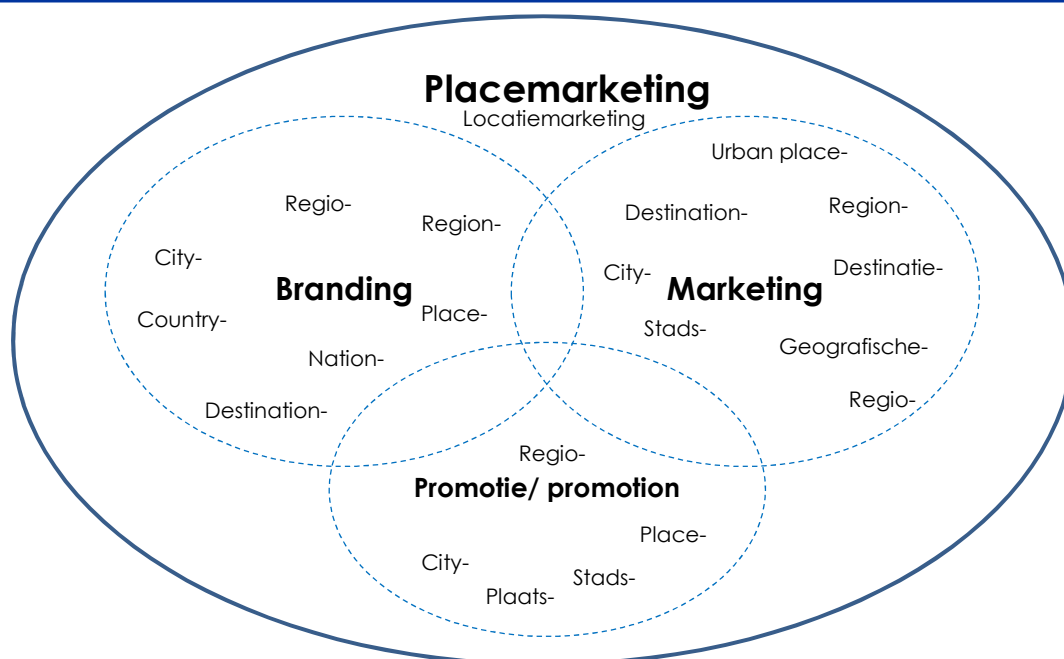 Placemarketing
Locatiemarketing
Urban place-
Regio-
Region-
Destination-
Region-
City-
City-
Destinatie-
Branding
Marketing
Country-
Place-
Stads-
Nation-
Geografische-
Destination-
Regio-
Regio-
Promotie/ promotion
Place-
City-
Stads-
Plaats-